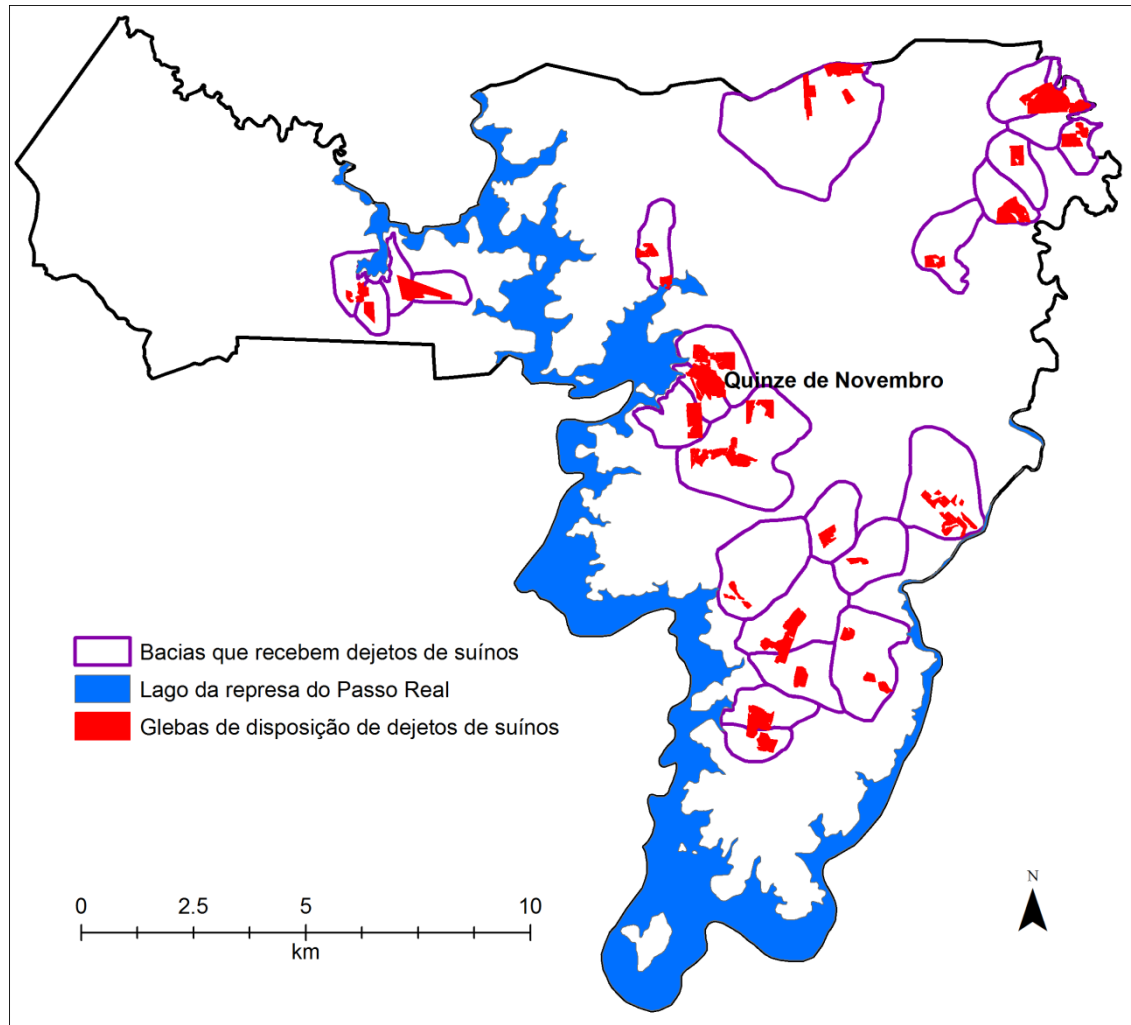 Quinze de Novembro
Bacias que recebem dejetos de suínos
Lago da represa do Passo Real
Glebas de disposição de dejetos de suínos
0 2.5 5 10
km
N